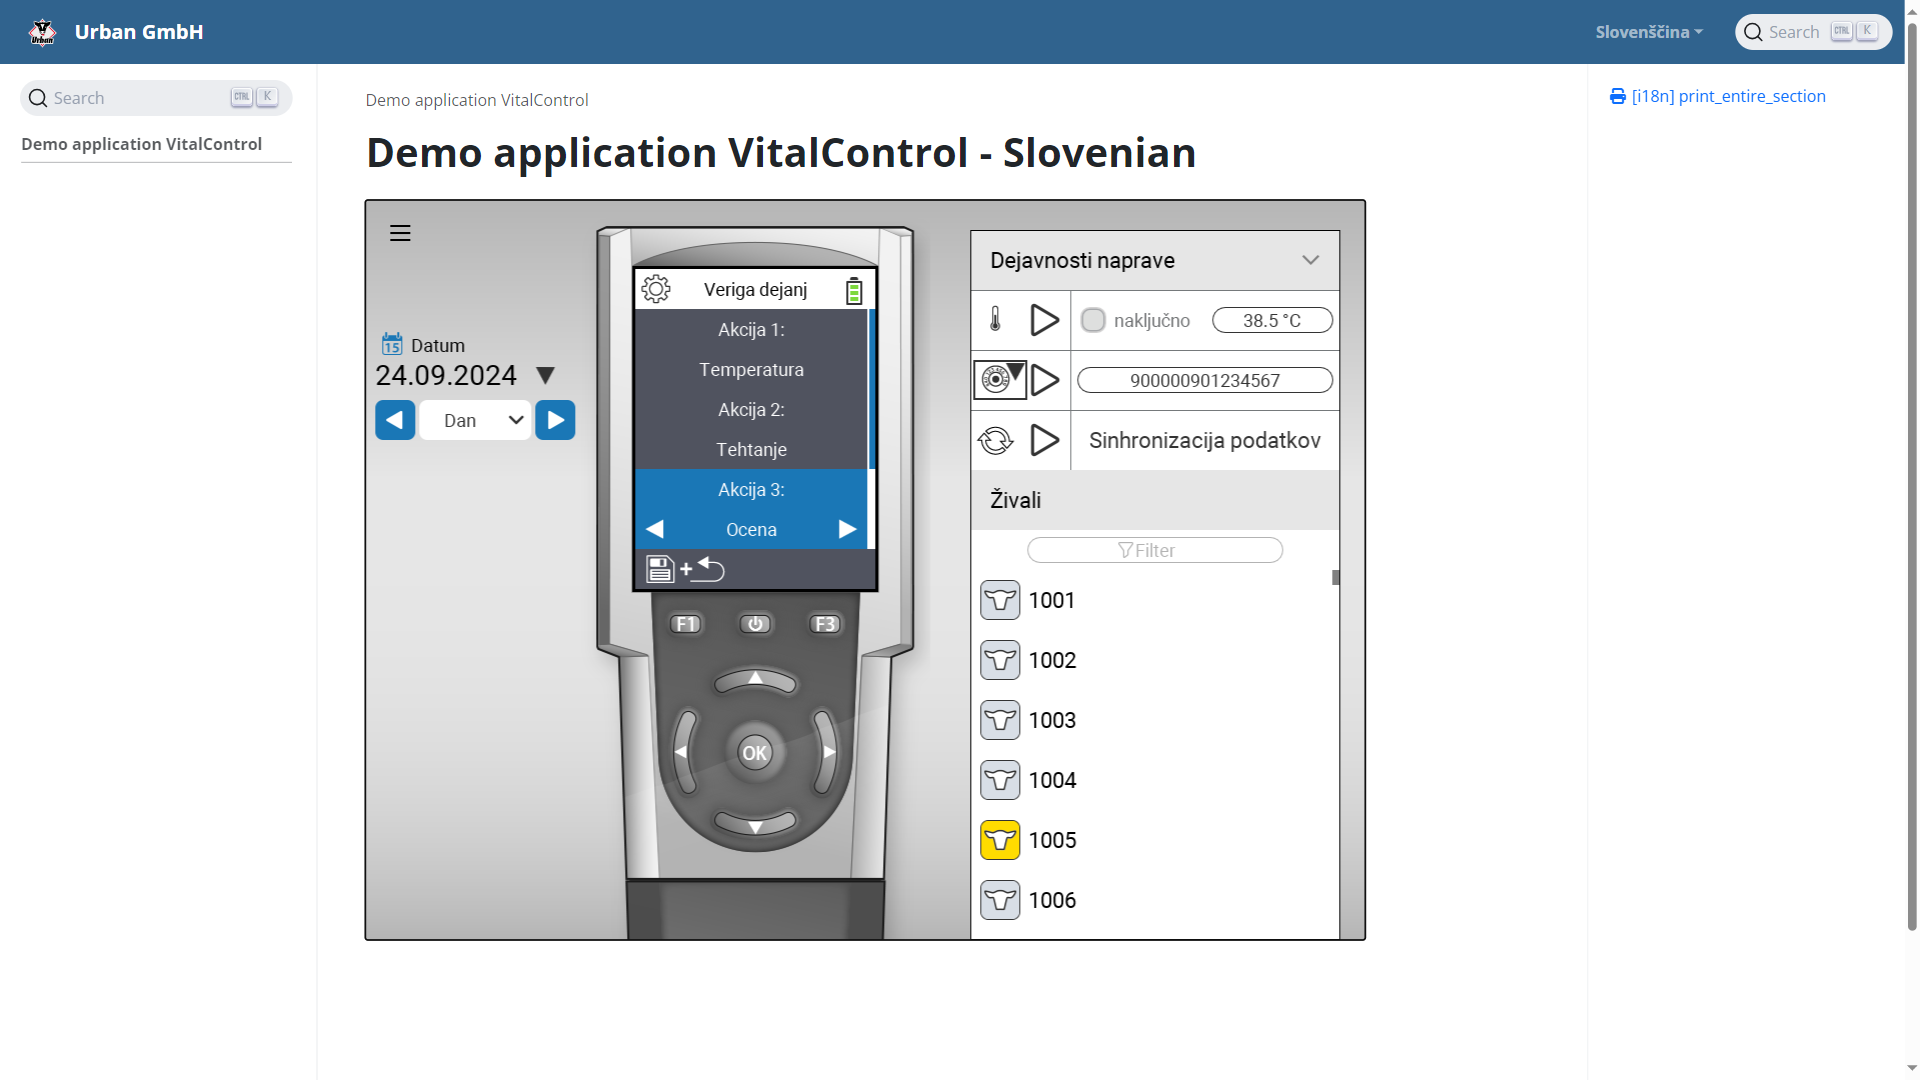 Urban GmbH
Slovenščina
Search CTRL K
Search CTRL K
Demo application VitalControl
Demo application VitalControl
Demo application VitalControl - Slovenian
[i18n] print_entire_section
15 Datum
24.09.2024
Dan
Veriga dejanj
Akcija 1:
Temperatura
Akcija 2:
Tehtanje
Akcija 3:
Ocena
+
F1
F3
OK
Dejavnosti naprave
naključno 38.5 °C
900000901234567
Sinhronizacija podatkov
Živali
Filter
1001
1002
1003
1004
1005
1006